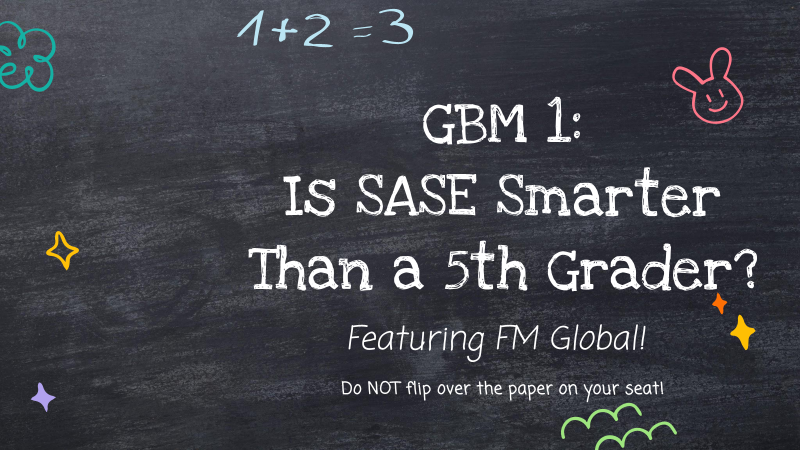 1+2=3
GBM 1:
Is SASE Smarter
Than a 5th Grader?
Featuring FM Global!
Do NOT flip over the paper on your seat!